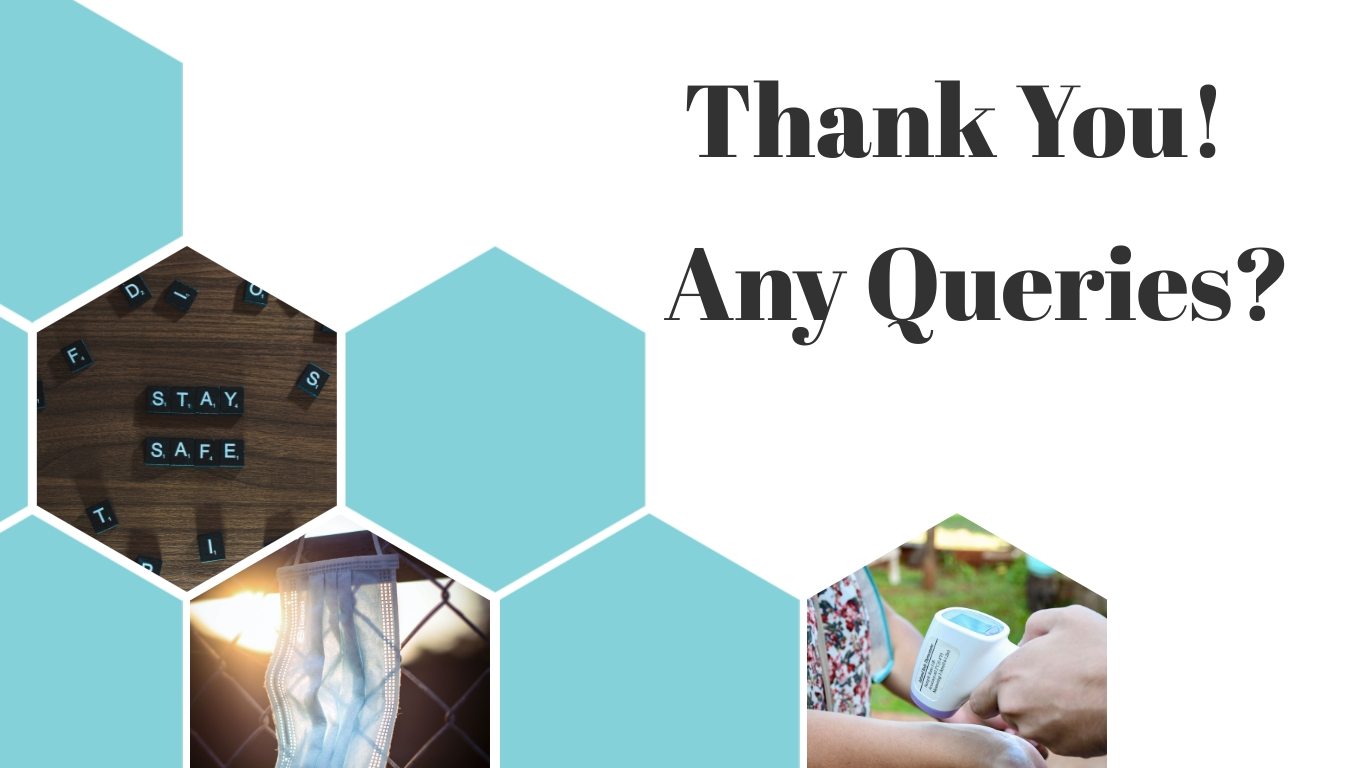 Thank You!
Any Queries?
D I O
F
S
STAY
SAFE
T
I